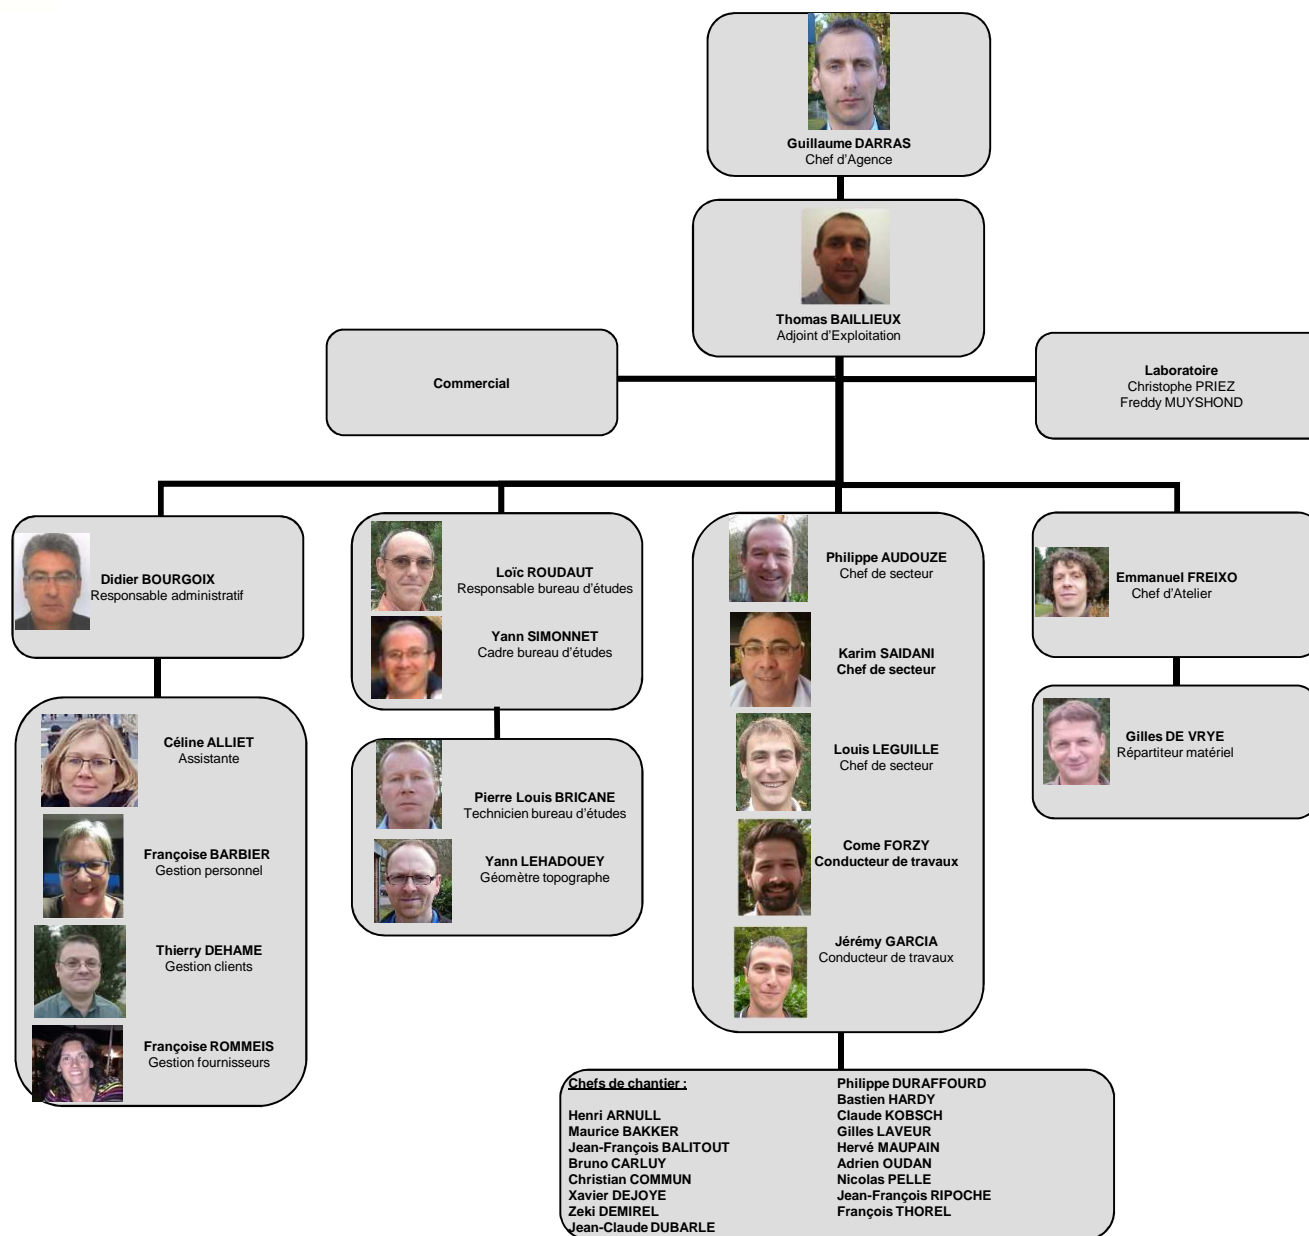 Guillaume DARRAS
Chef d'Agence
Thomas BAILLIEUX
Adjoint d'Exploitation
Commercial
Laboratoire
Christophe PRIEZ
Freddy MUYSHOND
Didier BOURGOIX
Responsable administratif
Céline ALLIET
Assistante
Françoise BARBIER
Gestion personnel
Thierry DEHAME
Gestion clients
Françoise ROMMEIS
Gestion fournisseurs
Loïc ROUDAUT
Responsable bureau d'études
Yann SIMONNET
Cadre bureau d'études
Pierre Louis BRICANE
Technicien bureau d'études
Yann LEHADOUEY
Géomètre topographe
Philippe AUDOUZE
Chef de secteur
Karim SAIDANI
Chef de secteur
Louis LEGUILLE
Chef de secteur
Come FORZY
Conducteur de travaux
Jérémy GARCIA
Conducteur de travaux
Emmanuel FREIXO
Chef d'Atelier
Gilles DE VRYE
Répartiteur matériel
Chefs de chantier :
Henri ARNULL
Maurice BAKKER
Jean-François BALITOUT
Bruno CARLUY
Christian COMMUN
Xavier DEJOYE
Zeki DEMIREL
Jean-Claude DUBARLE
Philippe DURAFFOURD
Bastien HARDY
Claude KOBSCH
Gilles LAVEUR
Hervé MAUPAIN
Adrien OUDAN
Nicolas PELLE
Jean-François RIPOCHE
François THOREL